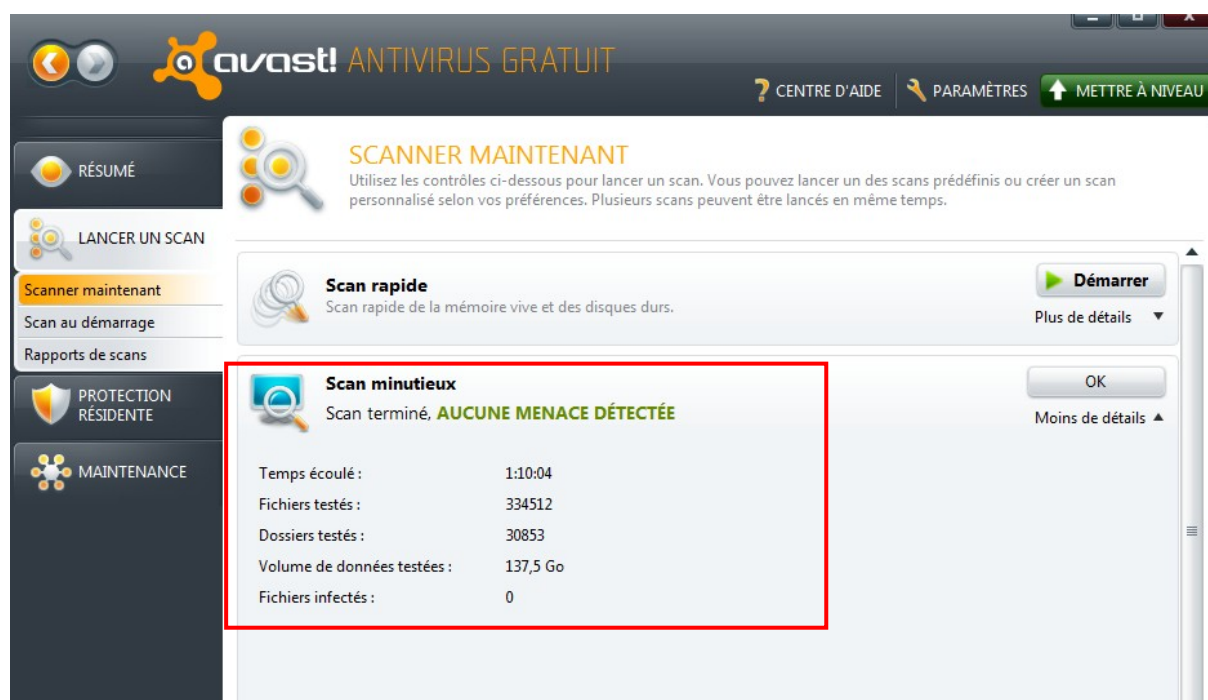 avast! ANTIVIRUS GRATUIT
CENTRE D'AIDE
PARAMÈTRES
METTRE À NIVEAU
RÉSUMÉ
LANCER UN SCAN
Scanner maintenant
Scan au démarrage
Rapports de scans
PROTECTION
RÉSIDENTE
MAINTENANCE
SCANNER MAINTENANT
Utilisez les contrôles ci-dessous pour lancer un scan. Vous pouvez lancer un des scans prédéfinis ou créer un scan
personnalisé selon vos préférences. Plusieurs scans peuvent être lancés en même temps.
Scan rapide
Scan rapide de la mémoire vive et des disques durs.
Démarrer
Plus de détails
Scan minutieux
Scan terminé, AUCUNE MENACE DÉTECTÉE
OK
Moins de détails
Temps écoulé : 1:10:04
Fichiers testés : 334512
Dossiers testés : 30853
Volume de données testées : 137,5 Go
Fichiers infectés : 0